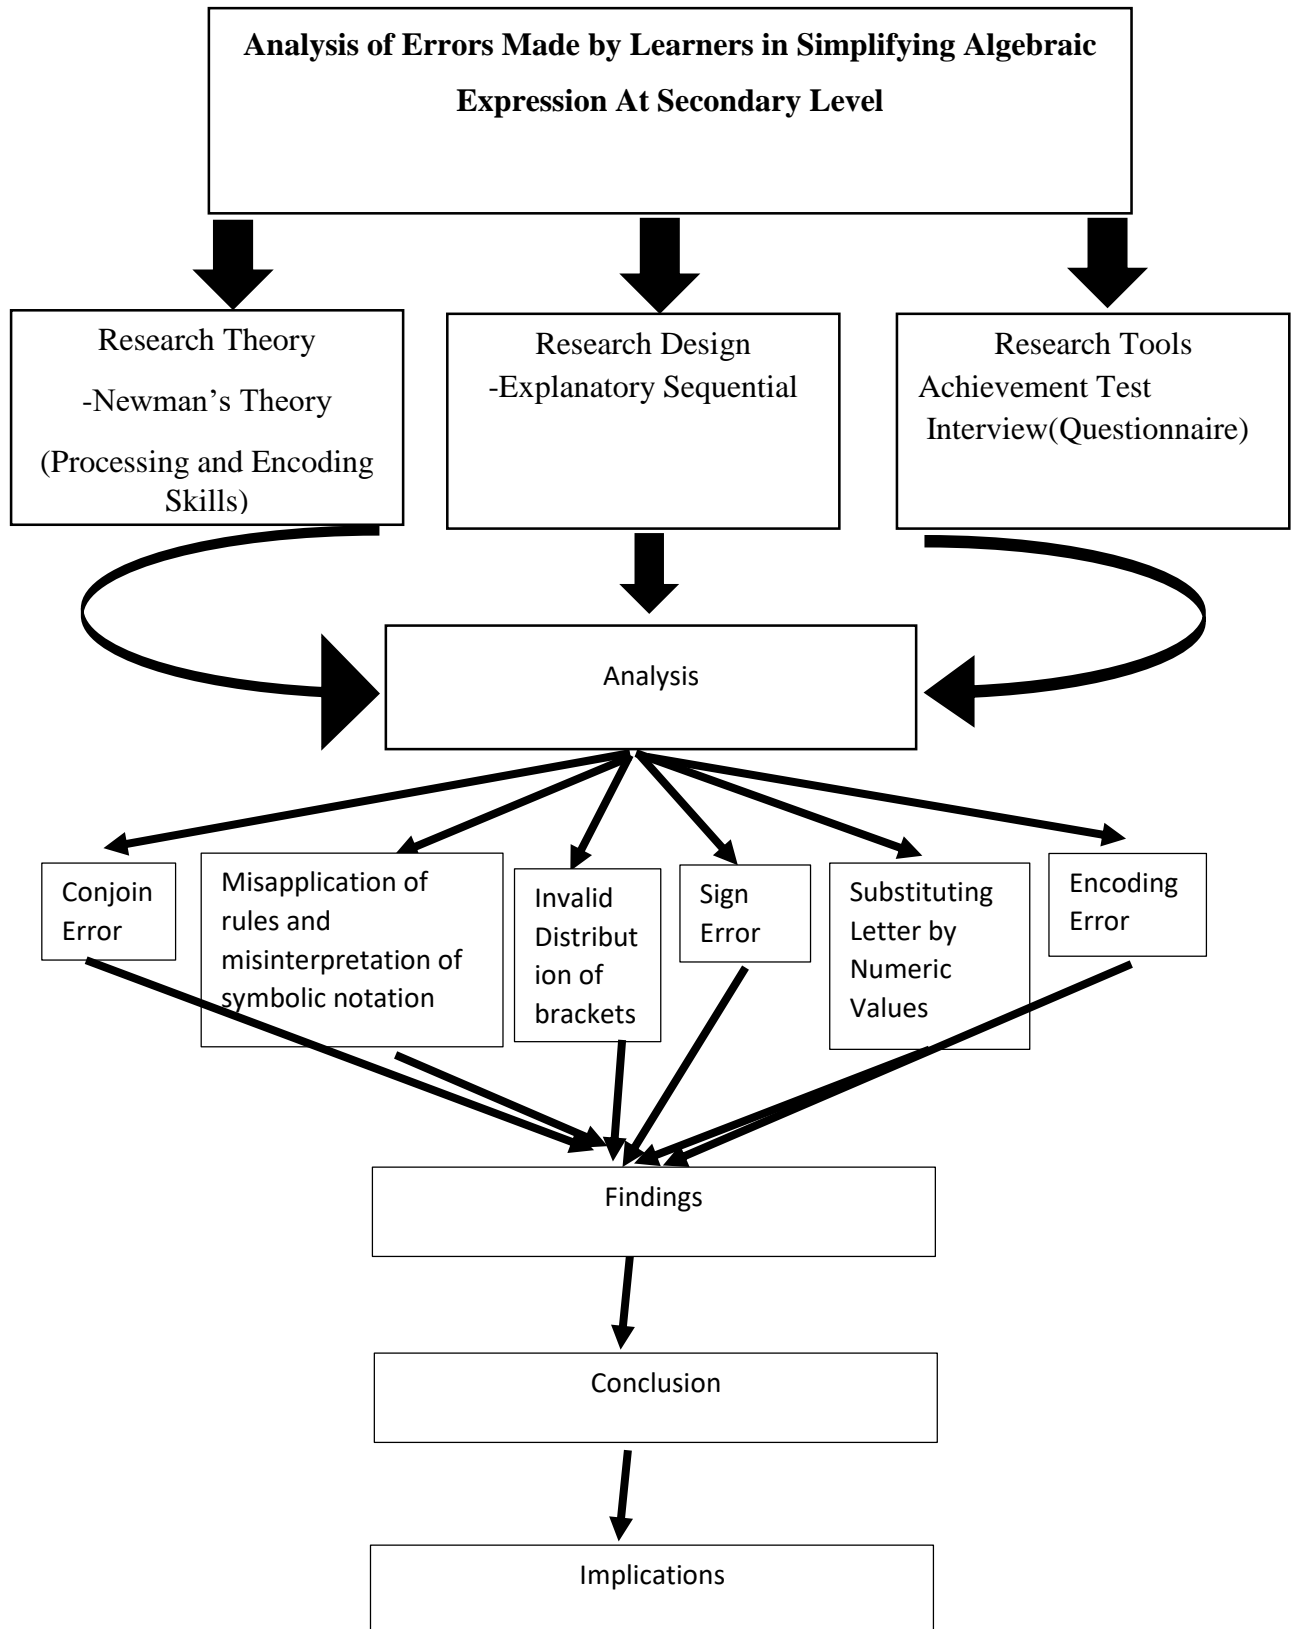 Analysis of Errors Made by Learners in Simplifying Algebraic
Expression At Secondary Level
Research Theory
-Newman’s Theory
(Processing and Encoding
Skills)
Research Design
-Explanatory Sequential
Research Tools
Achievement Test
Interview(Questionnaire)
Analysis
Conjoin
Error
Misapplication of
rules and
misinterpretation of
symbolic notation
Invalid
Distribut
ion of
brackets
Sign
Error
Substituting
Letter by
Numeric
Values
Encoding
Error
Findings
Conclusion
Implications